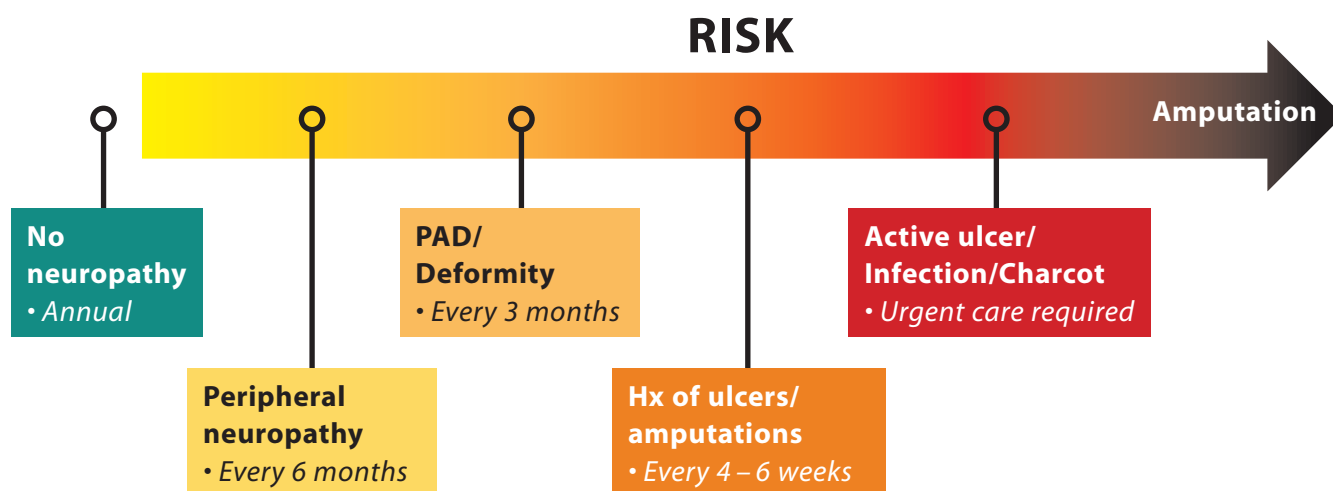 RISK
Amputation
No
neuropathy
• Annual
Peripheral
neuropathy
• Every 6 months
PAD/
Deformity
• Every 3 months
Hx of ulcers/
amputations
• Every 4 – 6 weeks
Active ulcer/
Infection/Charcot
• Urgent care required